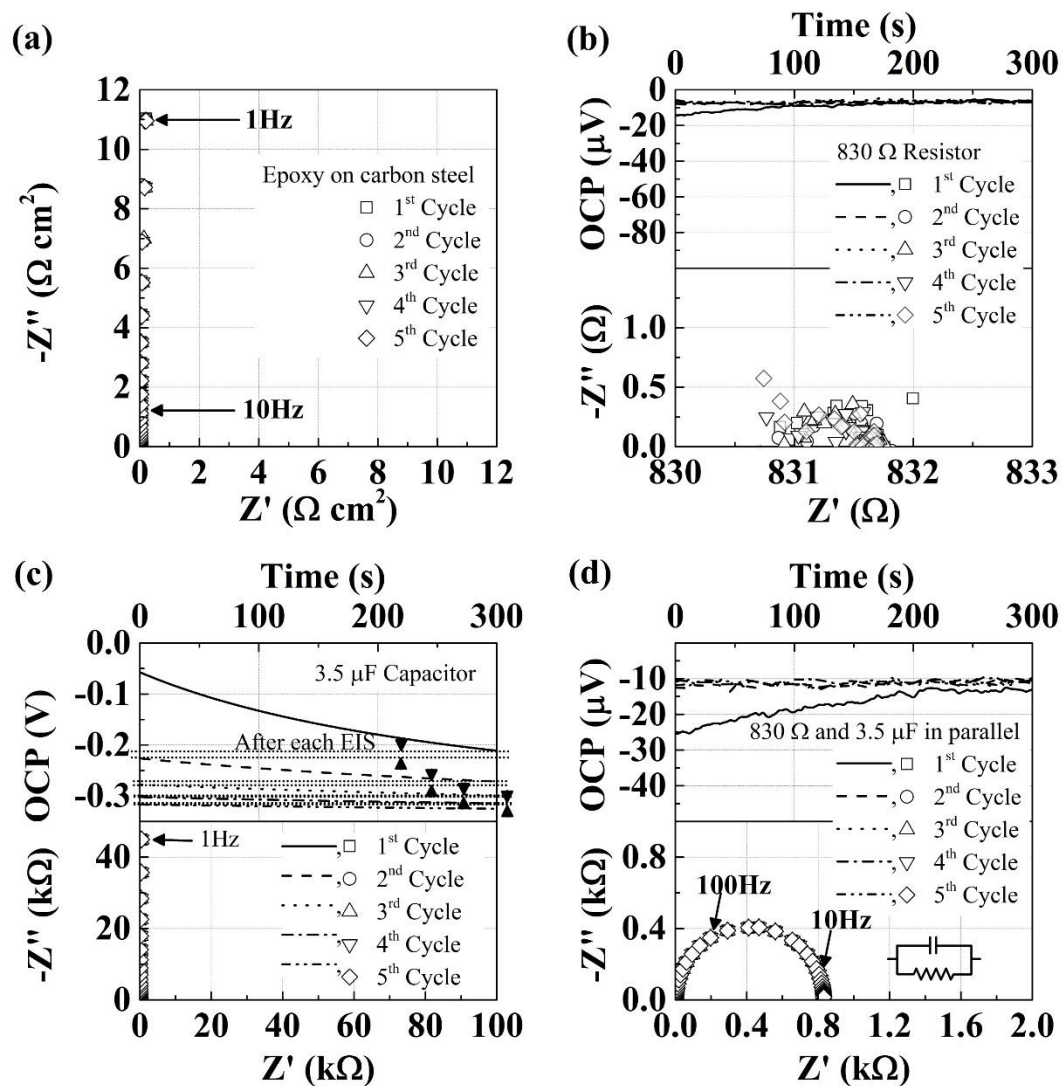 (a)
12
11
10
8
6
4
2
0
-Z'' (Ω cm²)
1Hz
Epoxy on carbon steel
1st Cycle
2nd Cycle
3rd Cycle
4th Cycle
5th Cycle
10Hz
0 2 4 6 8 10 12
Z' (Ω cm²)
(b)
Time (s)
0 100 200 300
0
-20
-40
-60
-80
OCP (μV)
830 Ω Resistor
, 1st Cycle
, 2nd Cycle
, 3rd Cycle
, 4th Cycle
, 5th Cycle
1.0
0.5
0.0
-Z'' (Ω)
830 831 832 833
Z' (Ω)
(c)
Time (s)
0 100 200 300
0.0
-0.1
-0.2
-0.3
OCP (V)
3.5 μF Capacitor
After each EIS
40
20
0
-Z'' (kΩ)
1Hz
, 1st Cycle
, 2nd Cycle
, 3rd Cycle
, 4th Cycle
, 5th Cycle
0 20 40 60 80 100
Z' (kΩ)
(d)
Time (s)
0 100 200 300
0
-10
-20
-30
-40
OCP (μV)
830 Ω and 3.5 μF in parallel
, 1st Cycle
, 2nd Cycle
, 3rd Cycle
, 4th Cycle
, 5th Cycle
0.8
0.4
0.0
-Z'' (kΩ)
100Hz
10Hz
0.0 0.4 0.8 1.2 1.6 2.0
Z' (kΩ)